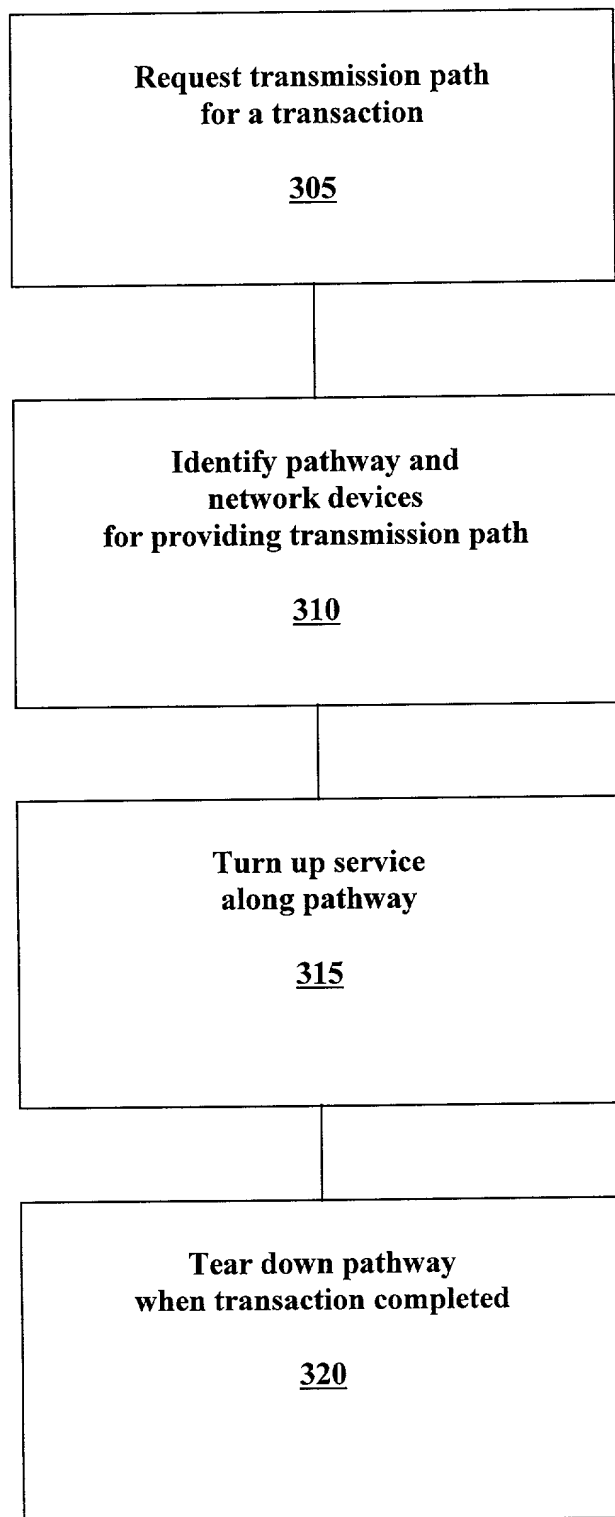 Request transmission path
for a transaction
305
Identify pathway and
network devices
for providing transmission path
310
Turn up service
along pathway
315
Tear down pathway
when transaction completed
320